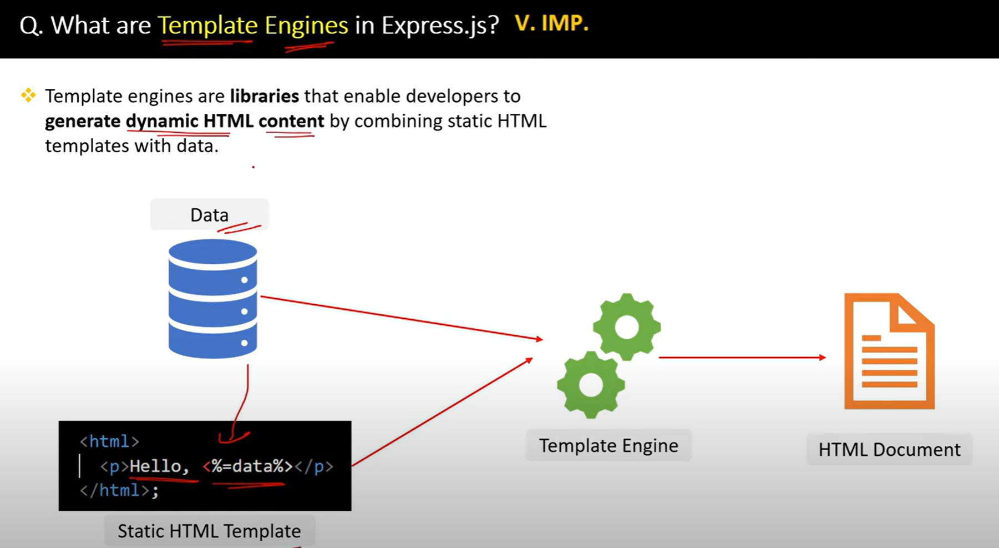 Q. What are Template Engines in Express.js? V. IMP.
Template engines are libraries that enable developers to
generate dynamic HTML content by combining static HTML
templates with data.
Data
<html>
<p>Hello, <%=data%></p>
</html>;
Static HTML Template
Template Engine
HTML Document